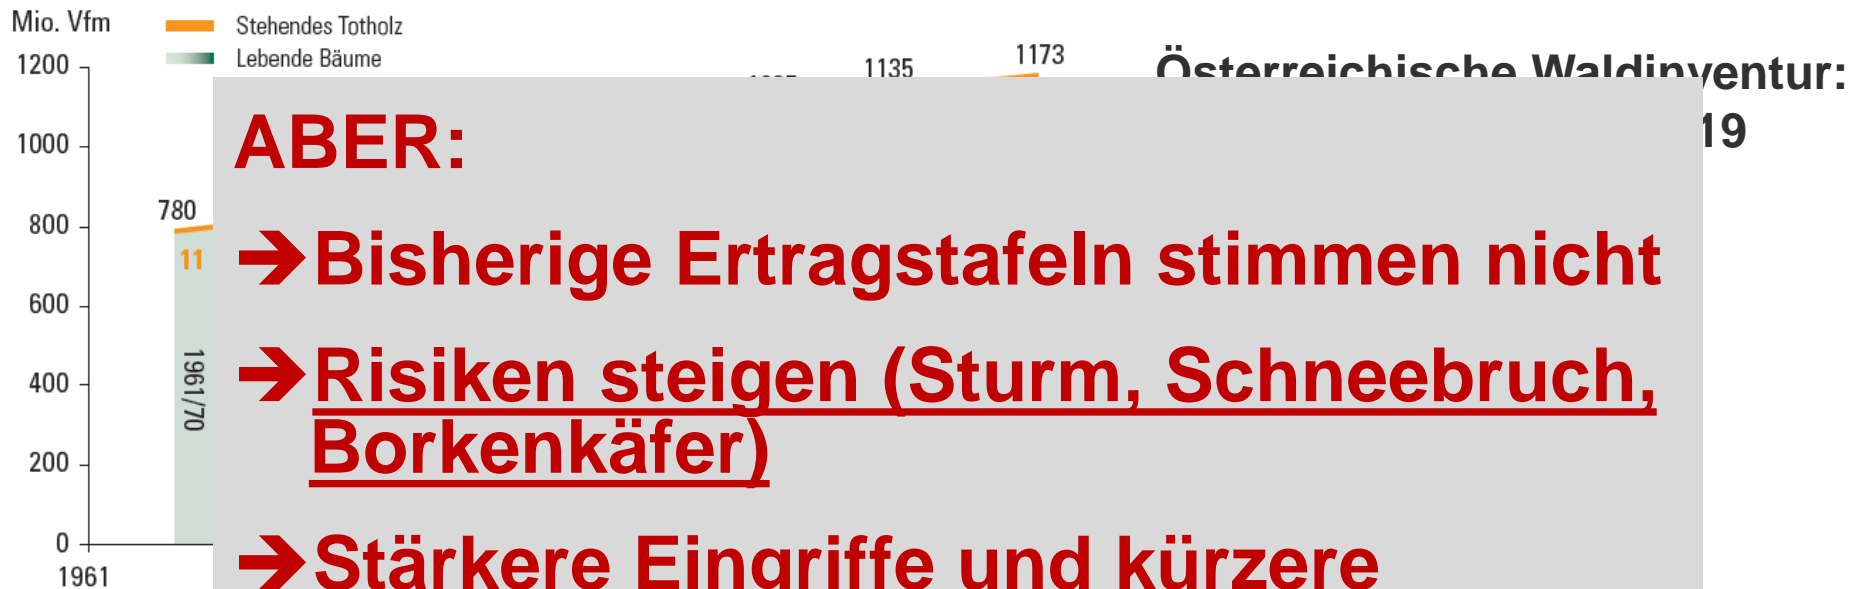 Mio. Vfm
Stehendes Totholz
Lebende Bäume
1200
1135
1173
Österreichische Waldinventur:
1000
19
ABER:
800
780
11
➔Bisherige Ertragstafeln stimmen nicht
600
400
1961/70
➔Risiken steigen (Sturm, Schneebruch,
Borkenkäfer)
200
0
➔Stärkere Eingriffe und kürzere
1961